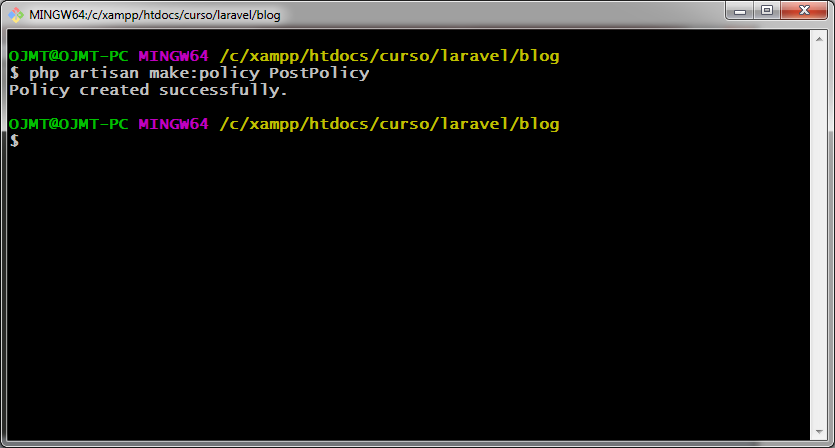 MINGW64:/c/xampp/htdocs/curso/laravel/blog
OJMT@OJMT-PC MINGW64 /c/xampp/htdocs/curso/laravel/blog
$ php artisan make:policy PostPolicy
Policy created successfully.
OJMT@OJMT-PC MINGW64 /c/xampp/htdocs/curso/laravel/blog
$